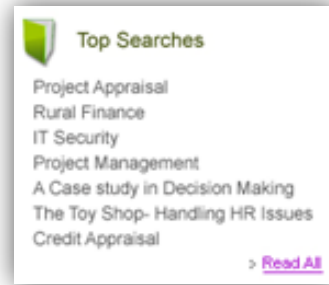 Top Searches
Project Appraisal
Rural Finance
IT Security
Project Management
A Case study in Decision Making
The Toy Shop- Handling HR Issues
Credit Appraisal
> Read All